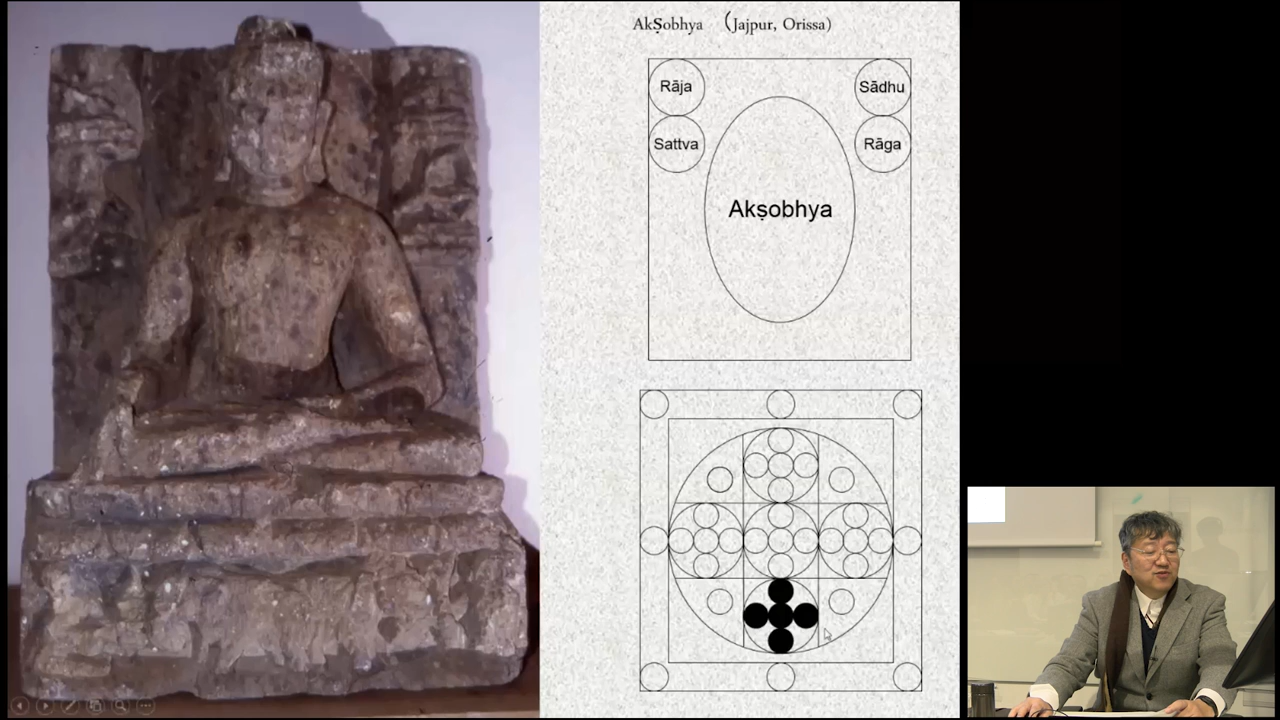 AkṢobhya (Jajpur, Orissa)
Rāja
Sādhu
Sattva
Rāga
Akṣobhya